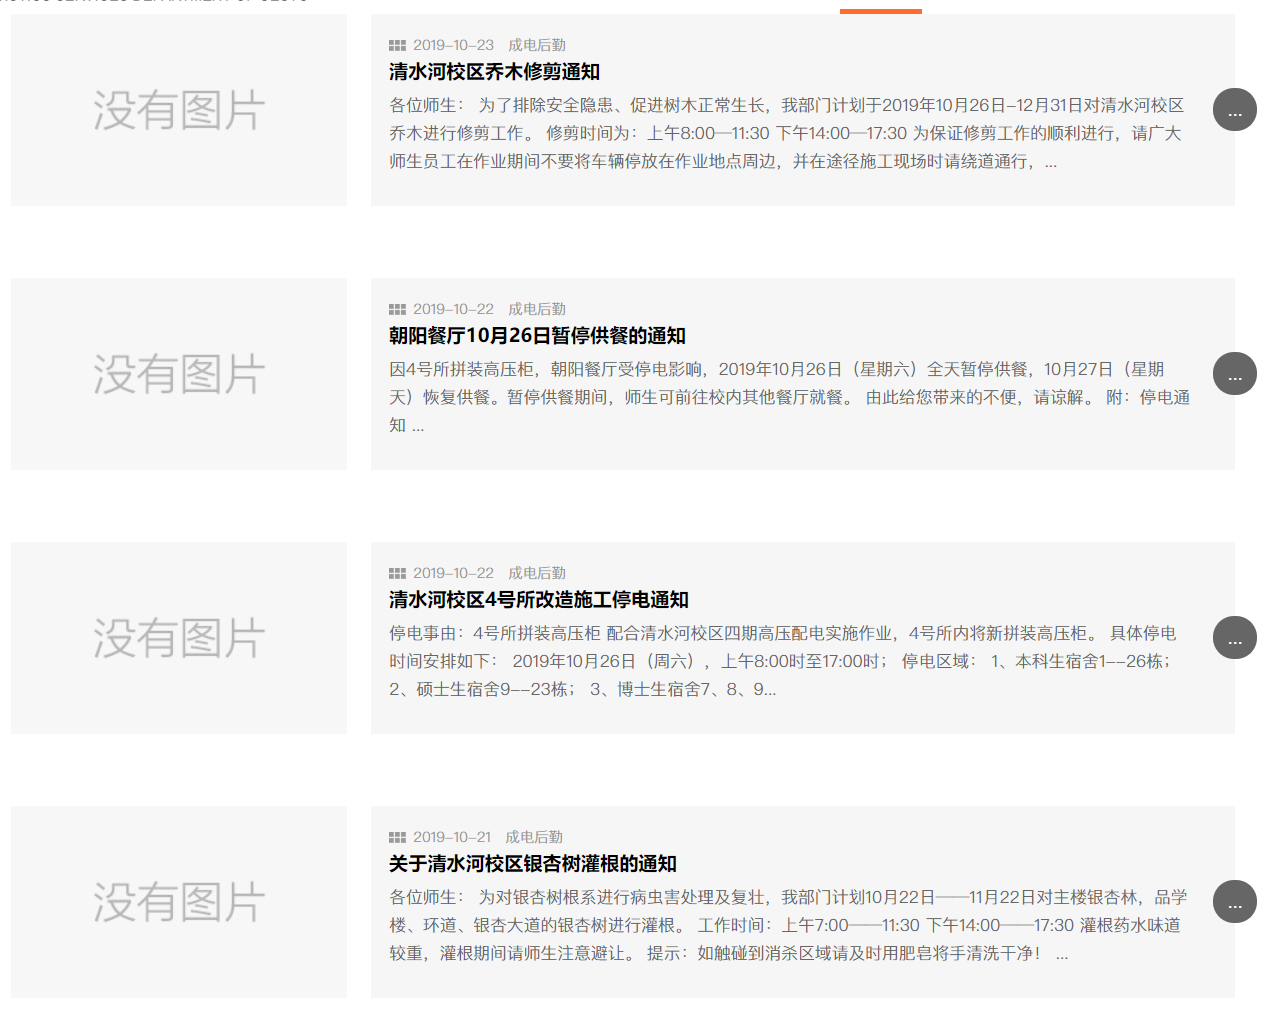 没有图片
2019-10-23 成电后勤
清水河校区乔木修剪通知
各位师生： 为了排除安全隐患、促进树木正常生长，我部门计划于2019年10月26日-12月31日对清水河校区
乔木进行修剪工作。 修剪时间为：上午8:00—11:30 下午14:00—17:30 为保证修剪工作的顺利进行，请广大
师生员工在作业期间不要将车辆停放在作业地点周边，并在途径施工现场时请绕道通行，...
...
没有图片
2019-10-22 成电后勤
朝阳餐厅10月26日暂停供餐的通知
因4号所拼装高压柜，朝阳餐厅受停电影响，2019年10月26日（星期六）全天暂停供餐，10月27日（星期
天）恢复供餐。暂停供餐期间，师生可前往校内其他餐厅就餐。 由此给您带来的不便，请谅解。 附：停电通
知 ...
...
没有图片
2019-10-22 成电后勤
清水河校区4号所改造施工停电通知
停电事由：4号所拼装高压柜 配合清水河校区四期高压配电实施作业，4号所内将新拼装高压柜。 具体停电
时间安排如下： 2019年10月26日（周六），上午8:00时至17:00时； 停电区域： 1、本科生宿舍1--26栋；
2、硕士生宿舍9--23栋； 3、博士生宿舍7、8、9...
...
没有图片
2019-10-21 成电后勤
关于清水河校区银杏树灌根的通知
各位师生： 为对银杏树根系进行病虫害处理及复壮，我部门计划10月22日——11月22日对主楼银杏林，品学
楼、环道、银杏大道的银杏树进行灌根。 工作时间：上午7:00——11:30 下午14:00——17:30 灌根药水味道
较重，灌根期间请师生注意避让。 提示：如触碰到消杀区域请及时用肥皂将手清洗干净！ ...
...